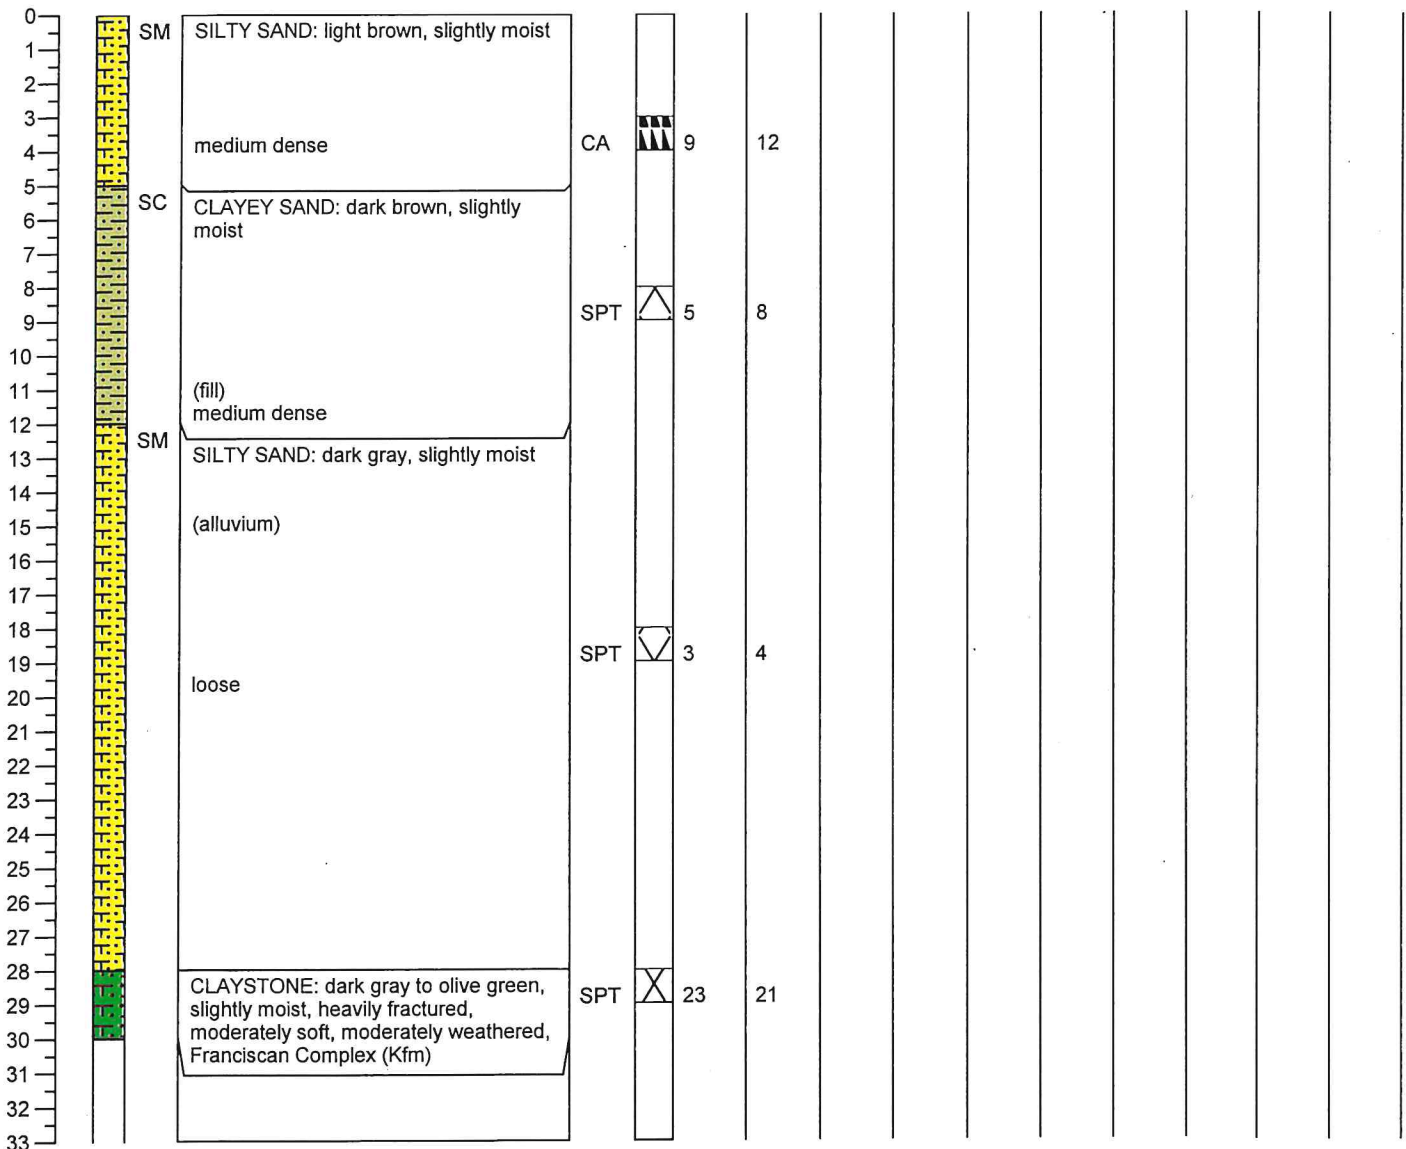 0
SM
SILTY SAND: light brown, slightly moist
1
2
3
medium dense
CA
9
12
4
5
SC
CLAYEY SAND: dark brown, slightly
moist
6
7
8
SPT
5
8
9
10
11
(fill)
medium dense
12
SM
SILTY SAND: dark gray, slightly moist
13
14
15
(alluvium)
16
17
18
SPT
3
4
19
20
loose
21
22
23
24
25
26
27
28
CLAYSTONE: dark gray to olive green,
slightly moist, heavily fractured,
moderately soft, moderately weathered,
Franciscan Complex (Kfm)
SPT
23
21
29
30
31
32
33